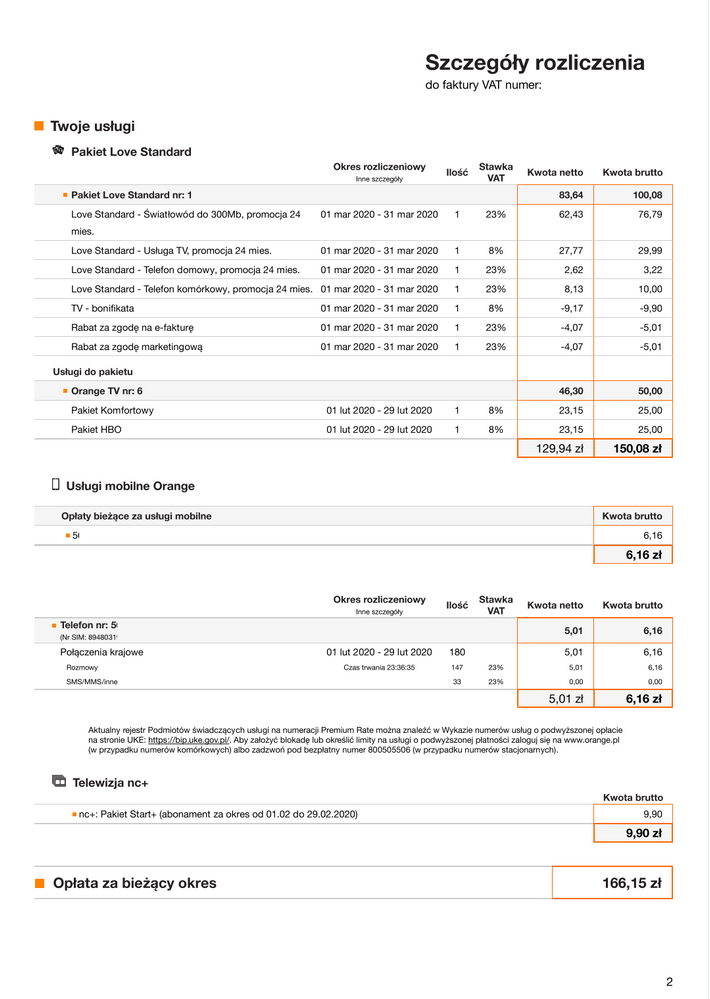 Szczegóły rozliczenia
do faktury VAT numer:
Twoje usługi
Pakiet Love Standard
Okres rozliczeniowy Ilość Stawka VAT Kwota netto Kwota brutto
Inne szczegóły
Pakiet Love Standard nr: 1 83,64 100,08
Love Standard - Światłowód do 300Mb, promocja 24 01 mar 2020 - 31 mar 2020 1 23% 62,43 76,79
mies.
Love Standard - Usługa TV, promocja 24 mies. 01 mar 2020 - 31 mar 2020 1 8% 27,77 29,99
Love Standard - Telefon domowy, promocja 24 mies. 01 mar 2020 - 31 mar 2020 1 23% 2,62 3,22
Love Standard - Telefon komórkowy, promocja 24 mies. 01 mar 2020 - 31 mar 2020 1 23% 8,13 10,00
TV - bonifikata 01 mar 2020 - 31 mar 2020 1 8% -9,17 -9,90
Rabat za zgodę na e-fakturę 01 mar 2020 - 31 mar 2020 1 23% -4,07 -5,01
Rabat za zgodę marketingową 01 mar 2020 - 31 mar 2020 1 23% -4,07 -5,01
Usługi do pakietu
Orange TV nr: 6 46,30 50,00
Pakiet Komfortowy 01 lut 2020 - 29 lut 2020 1 8% 23,15 25,00
Pakiet HBO 01 lut 2020 - 29 lut 2020 1 8% 23,15 25,00
129,94 zł 150,08 zł
Usługi mobilne Orange
Opłaty bieżące za usługi mobilne Kwota brutto
5 6,16
6,16 zł
Okres rozliczeniowy Ilość Stawka VAT Kwota netto Kwota brutto
Inne szczegóły
Telefon nr: 5 5,01 6,16
(Nr SIM: 8948031
Połączenia krajowe 01 lut 2020 - 29 lut 2020 180 5,01 6,16
Rozmowy Czas trwania 23:36:35 147 23% 5,01 6,16
SMS/MMS/inne 33 23% 0,00 0,00
5,01 zł 6,16 zł
Aktualny rejestr Podmiotów świadczących usługi na numeracji Premium Rate można znaleźć w Wykazie numerów usług o podwyższonej opłacie
na stronie UKE: https://bip.uke.gov.pl/. Aby założyć blokadę lub określić limity na usługi o podwyższonej płatności zaloguj się na www.orange.pl
(w przypadku numerów komórkowych) albo zadzwoń pod bezpłatny numer 800505506 (w przypadku numerów stacjonarnych).
Telewizja nc+
Kwota brutto
nc+: Pakiet Start+ (abonament za okres od 01.02 do 29.02.2020) 9,90
9,90 zł
Opłata za bieżący okres 166,15 zł
2